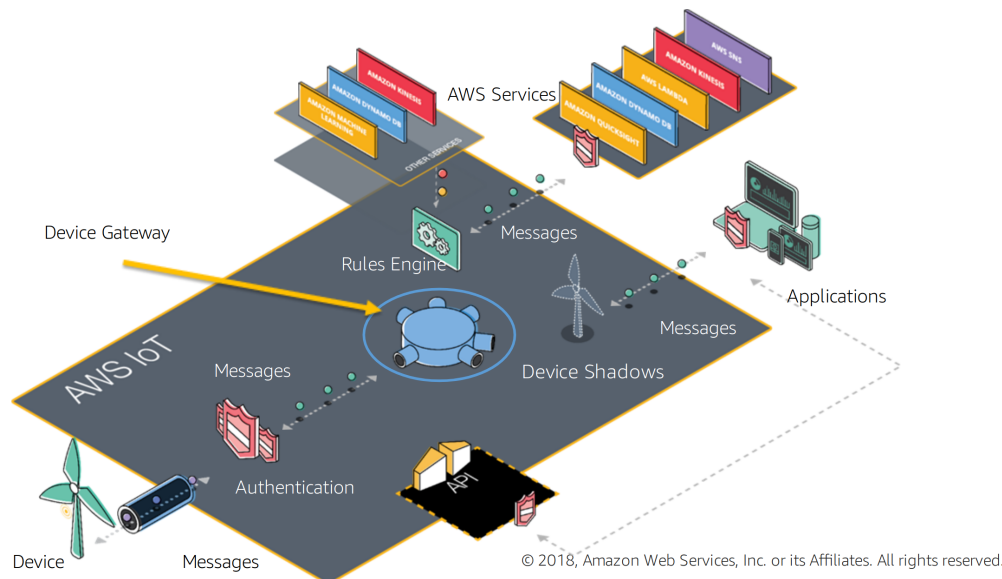 AWS SNS
AMAZON KINESIS
AWS LAMBDA
AMAZON DYNAMO DB
AMAZON QUICKSIGHT
AWS Services
AMAZON KINESIS
AMAZON DYNAMO DB
AMAZON MACHINE
LEARNING
OTHER SERVICES
Device Gateway
Messages
Rules Engine
Applications
Messages
AWS IoT
Messages
Device Shadows
Authentication
API
Device
Messages
© 2018, Amazon Web Services, Inc. or its Affiliates. All rights reserved.